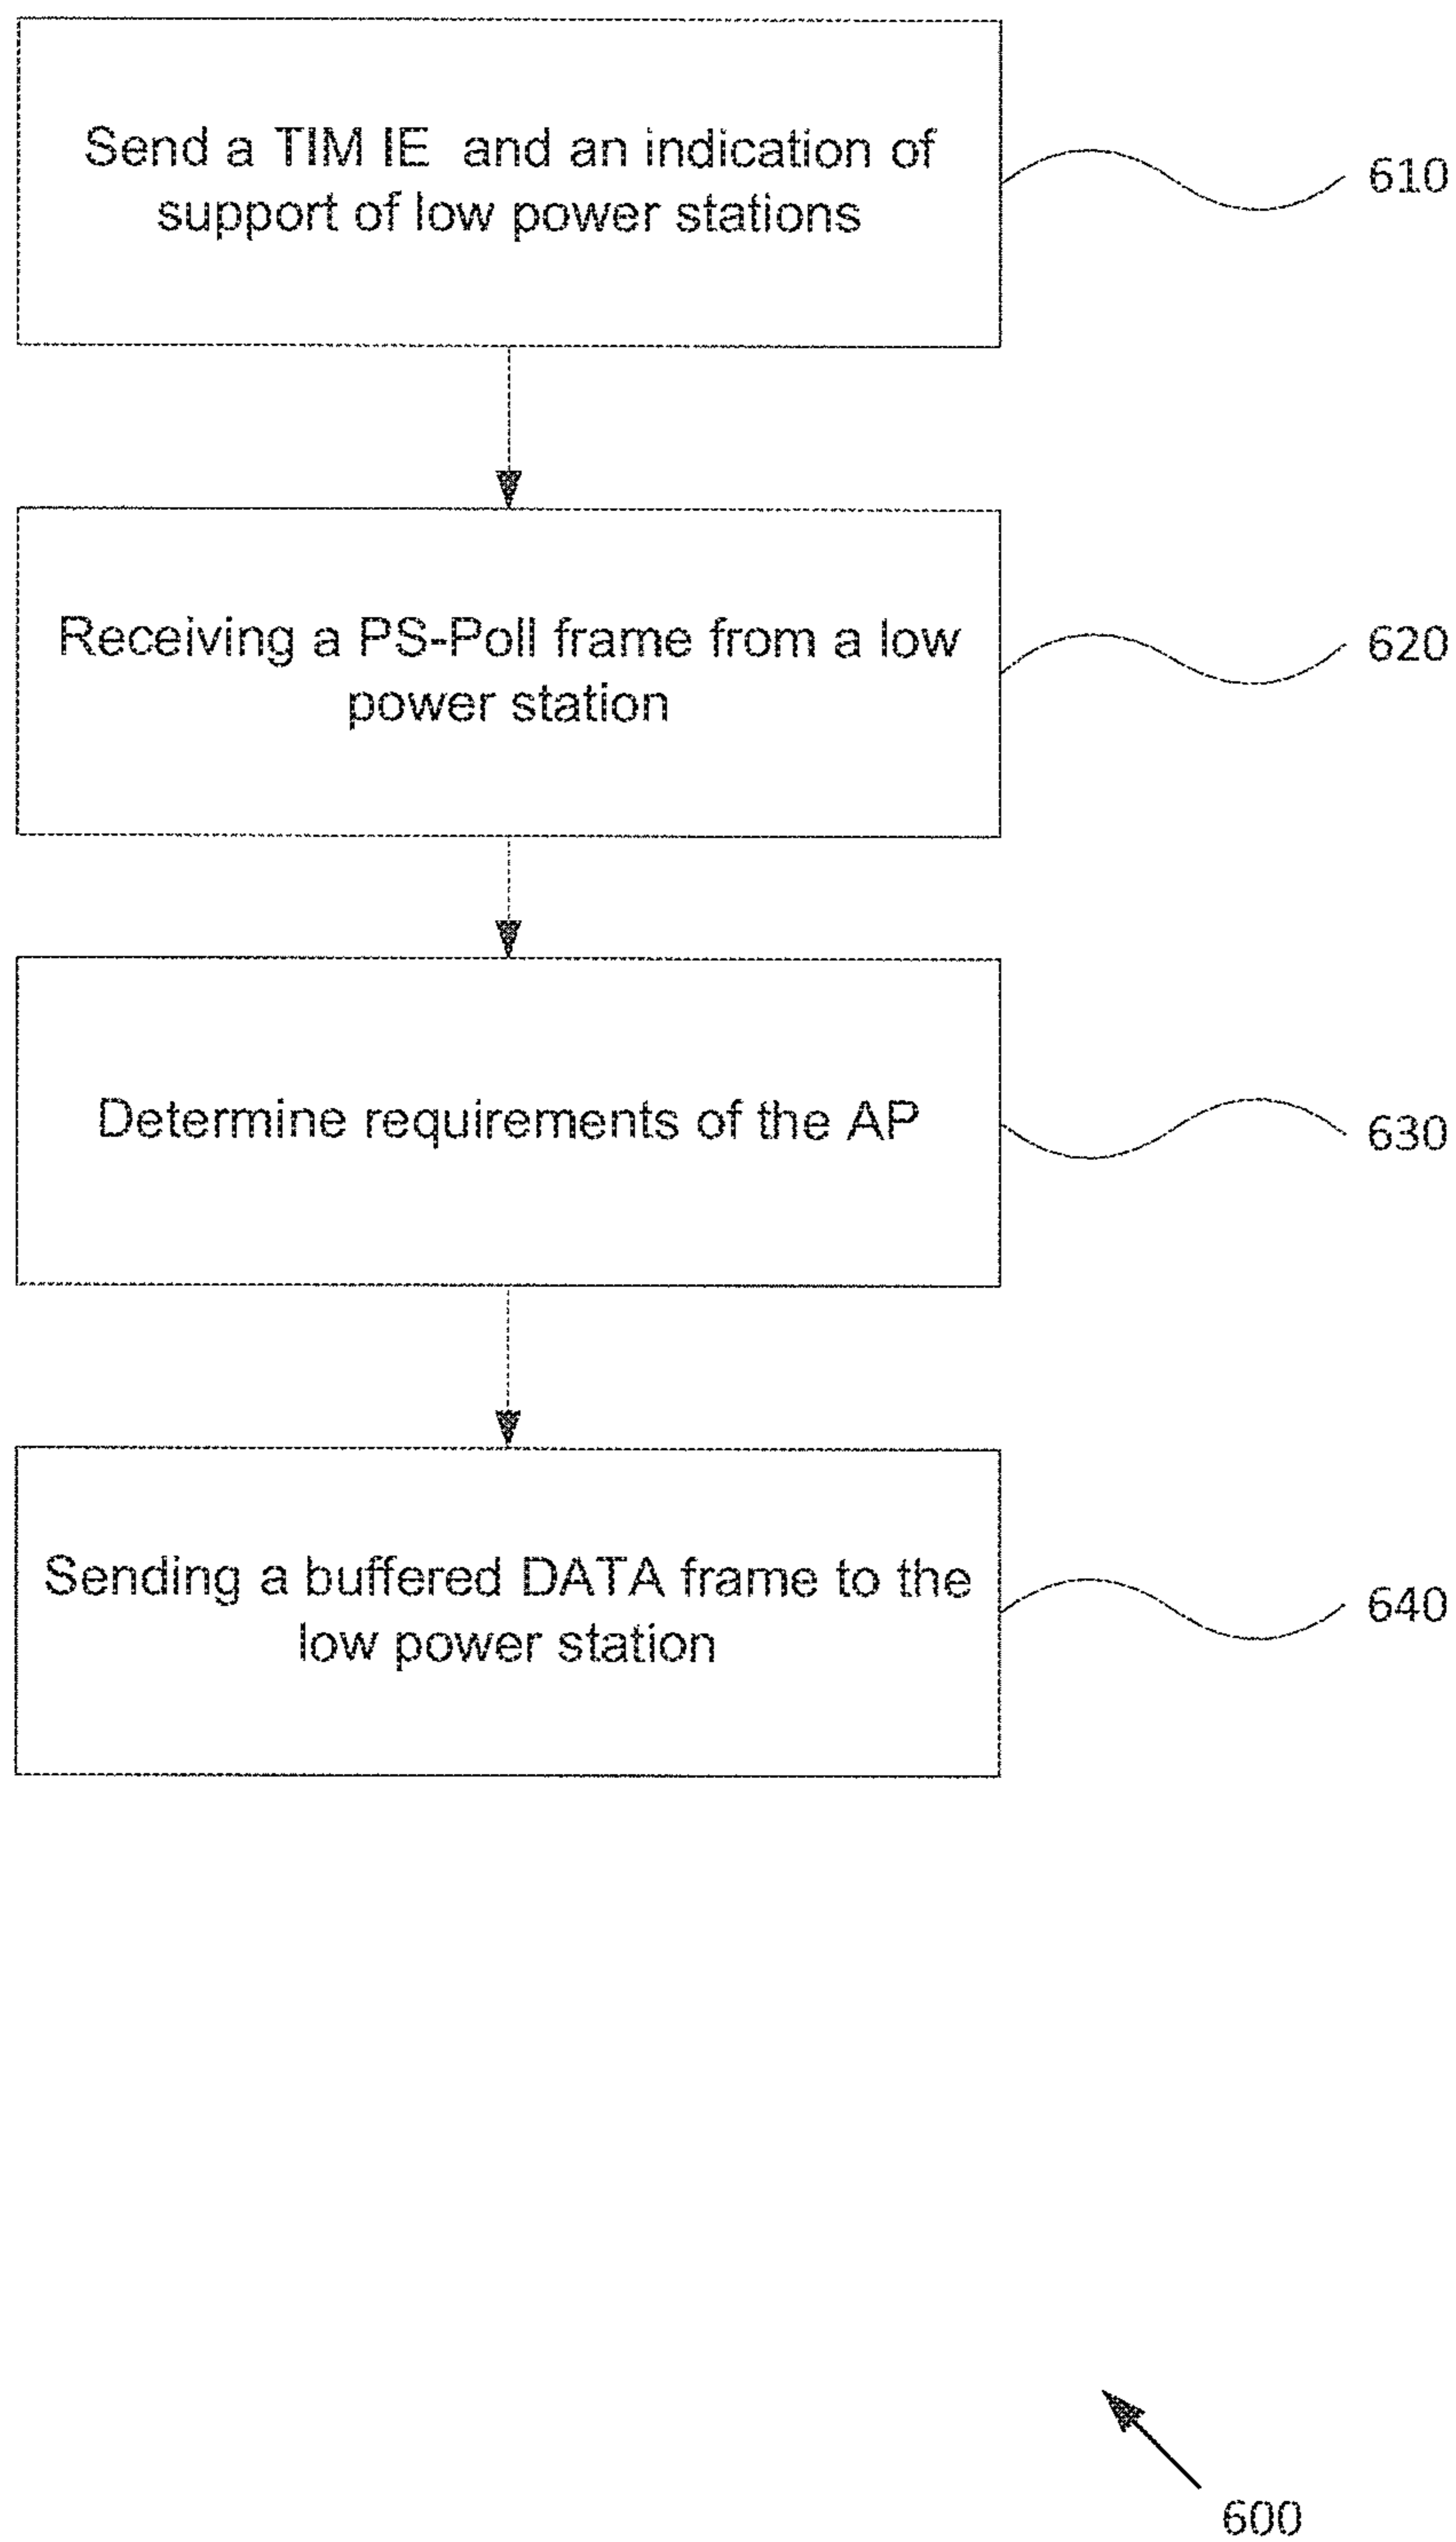 Send a TIM IE and an indication of
support of low power stations
610
Receiving a PS-Poll frame from a low
power station
620
Determine requirements of the AP
630
Sending a buffered DATA frame to the
low power station
640
600